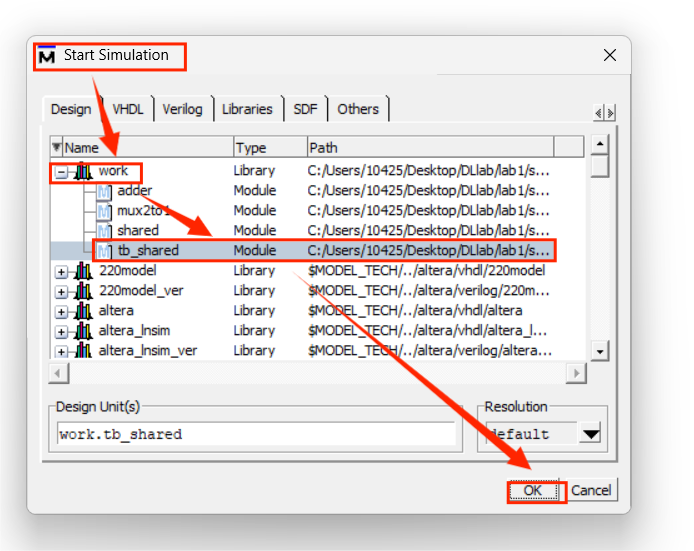 Start Simulation
Design VHDL Verilog Libraries SDF Others
Name Type Path
work Library C:/Users/10425/Desktop/DLlab/lab1/s...
adder Module C:/Users/10425/Desktop/DLlab/lab1/s...
mux2to1 Module C:/Users/10425/Desktop/DLlab/lab1/s...
shared Module C:/Users/10425/Desktop/DLlab/lab1/s...
tb_shared Module C:/Users/10425/Desktop/DLlab/lab1/s...
220model Library $MODEL_TECH/../altera/vhdl/220model
220model_ver Library $MODEL_TECH/../altera/verilog/220m...
altera Library $MODEL_TECH/../altera/vhdl/altera
altera_lnsim Library $MODEL_TECH/../altera/vhdl/altera_l...
altera_lnsim_ver Library $MODEL_TECH/../altera/verilog/altera...
Design Unit(s) Resolution
work.tb_shared default
OK Cancel